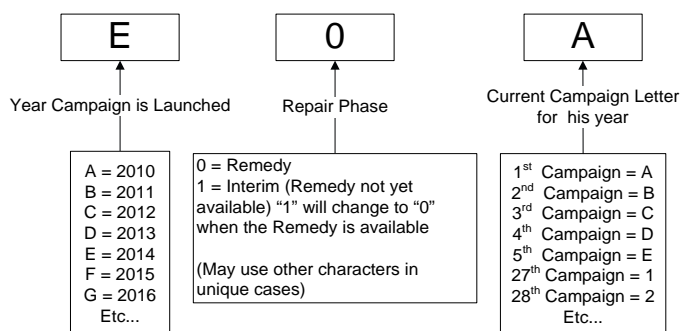 E
0
A
Year Campaign is Launched
Repair Phase
Current Campaign Letter
for his year
A = 2010
B = 2011
C = 2012
D = 2013
E = 2014
F = 2015
G = 2016
Etc...
0 = Remedy
1 = Interim (Remedy not yet
available) “1” will change to “0”
when the Remedy is available
(May use other characters in
unique cases)
1st Campaign = A
2nd Campaign = B
3rd Campaign = C
4th Campaign = D
5th Campaign = E
27th Campaign = 1
28th Campaign = 2
Etc...